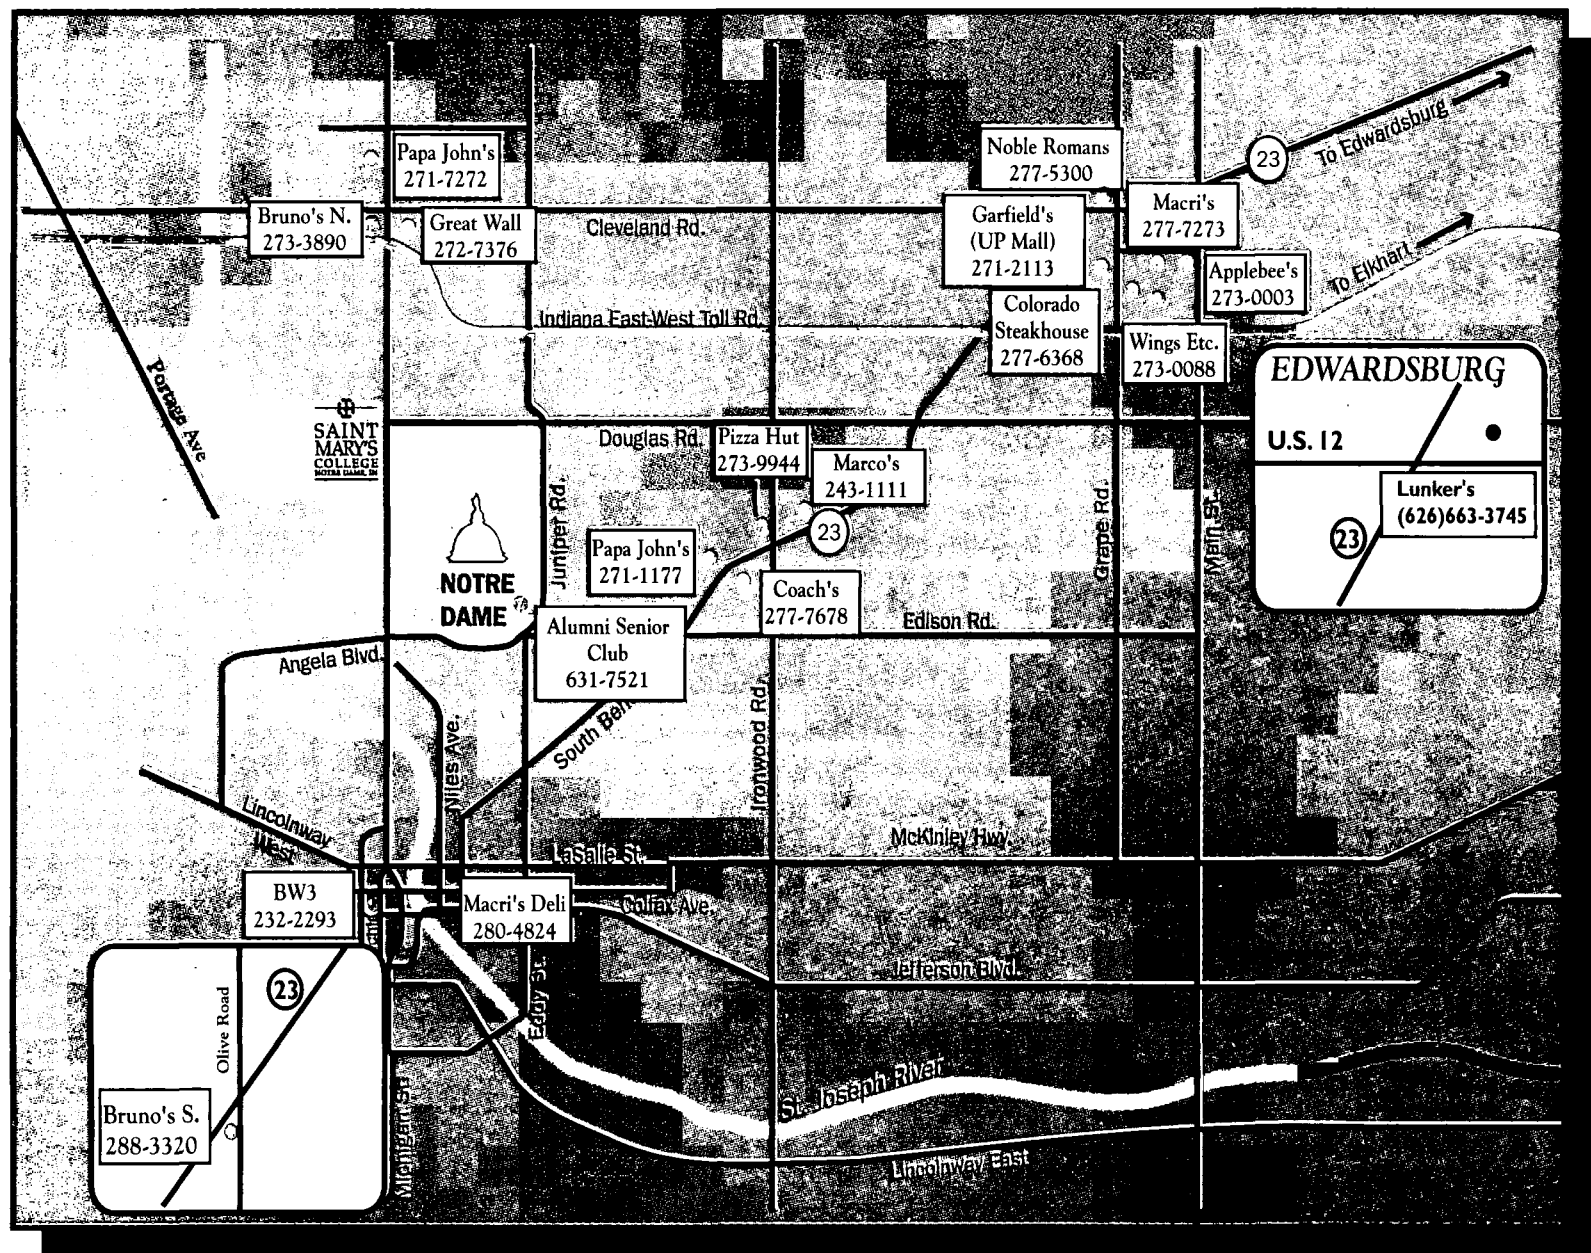 Papa John's
271-7272
Noble Romans
277-5300
23
To Edwardsburg
Bruno's N.
273-3890
Great Wall
272-7376
Cleveland Rd.
Garfield's
(UP Mall)
271-2113
Macri's
277-7273
To Elkhart
Applebee's
273-0003
Indiana East-West Toll Rd.
Colorado
Steakhouse
277-6368
Wings Etc.
273-0088
Portage Ave
EDWARDSBURG
U.S. 12
Lunker's
(626)663-3745
23
SAINT
MARY'S
COLLEGE
NOTRE DAME, IN
Douglas Rd.
Pizza Hut
273-9944
Marco's
243-1111
23
Juniper Rd.
Grape Rd.
Main St.
NOTRE
DAME
Papa John's
271-1177
Coach's
277-7678
Edison Rd.
Alumni Senior
Club
631-7521
Angela Blvd.
Niles Ave.
South Ben
Ironwood Rd.
Lincolnway
West
LaSalle St.
McKinley Hwy.
BW3
232-2293
Macri's Deli
280-4824
Colfax Ave.
Jefferson Blvd.
Eddy St.
23
Olive Road
Bruno's S.
288-3320
Michigan St.
St. Joseph River
Lincolnway East